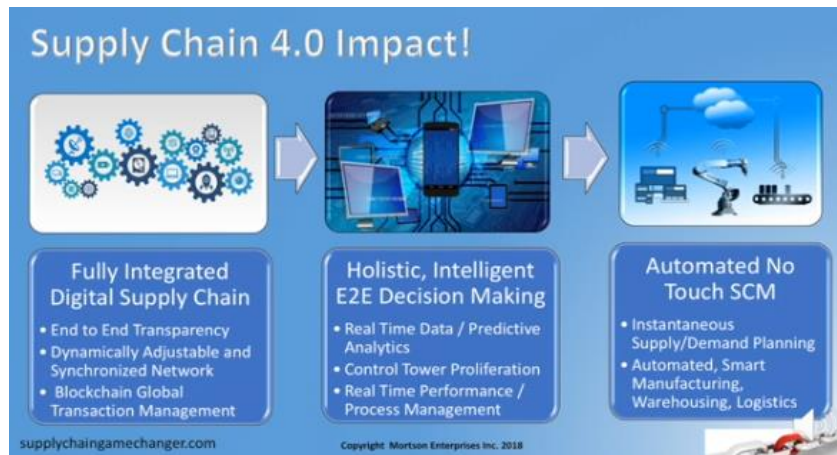 Supply Chain 4.0 Impact!
Fully Integrated
Digital Supply Chain
• End to End Transparency
• Dynamically Adjustable and
Synchronized Network
• Blockchain Global
Transaction Management
Holistic, Intelligent
E2E Decision Making
• Real Time Data / Predictive
Analytics
• Control Tower Proliferation
• Real Time Performance /
Process Management
Automated No
Touch SCM
• Instantaneous
Supply/Demand Planning
• Automated, Smart
Manufacturing,
Warehousing, Logistics
supplychaingamechanger.com
Copyright Mortson Enterprises Inc. 2018